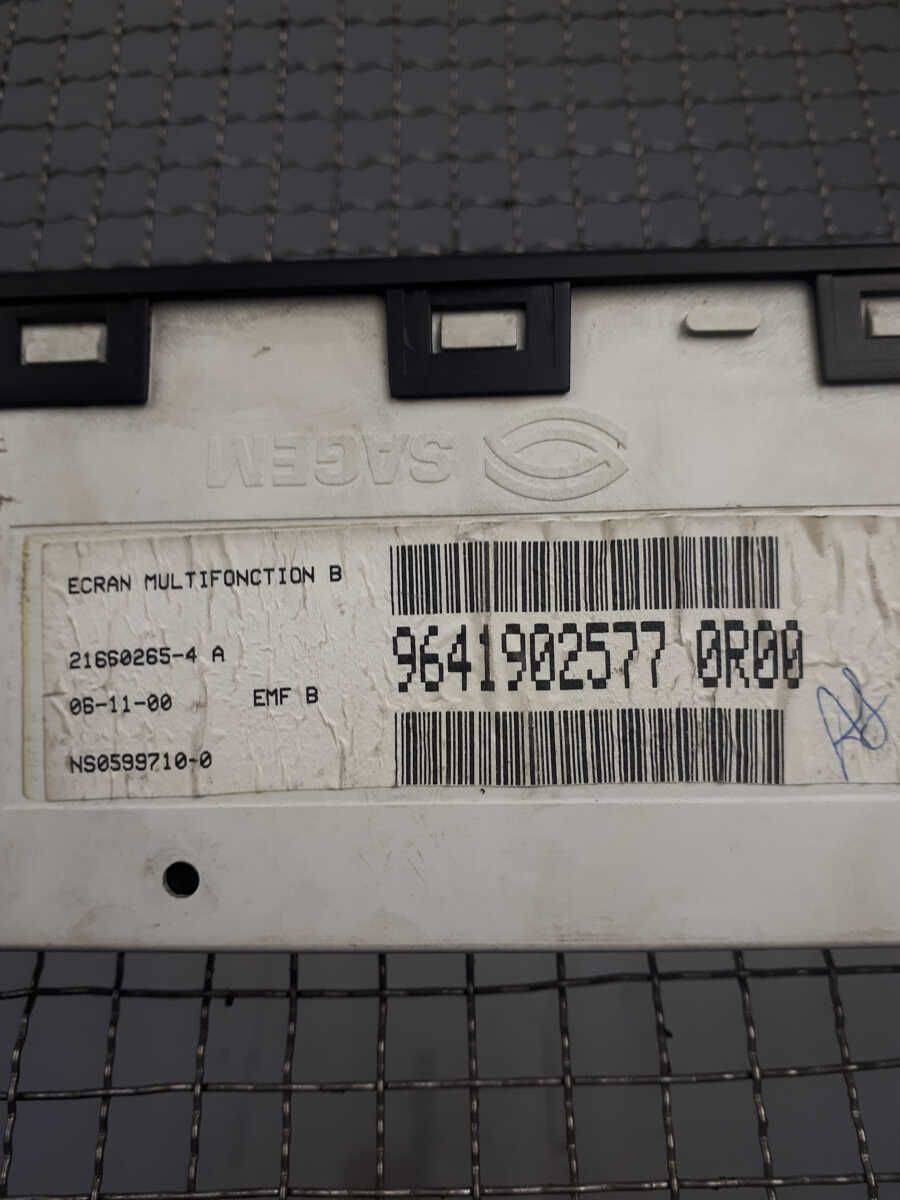 SAGEM
ECRAN MULTIFONCTION B
21660265-4 A
06-11-00 EMF B
NS0599710-0
9641902577 0R00